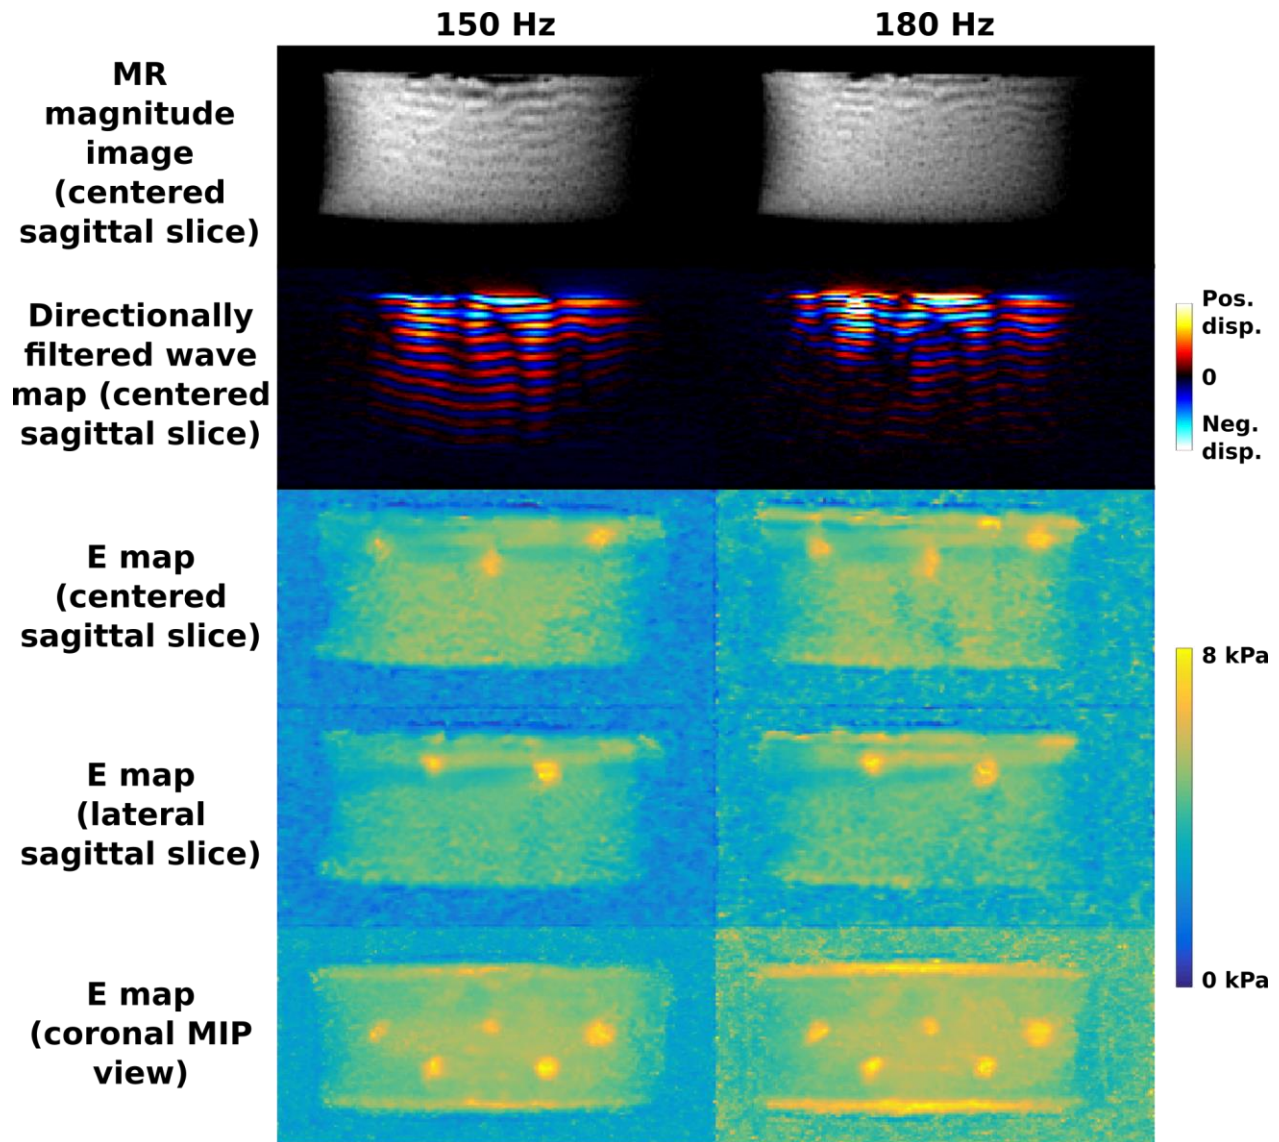 150 Hz
180 Hz
MR
magnitude
image
(centered
sagittal slice)
Directionally
filtered wave
map (centered
sagittal slice)
Pos.
disp.
0
Neg.
disp.
E map
(centered
sagittal slice)
E map
(lateral
sagittal slice)
8 kPa
0 kPa
E map
(coronal MIP
view)